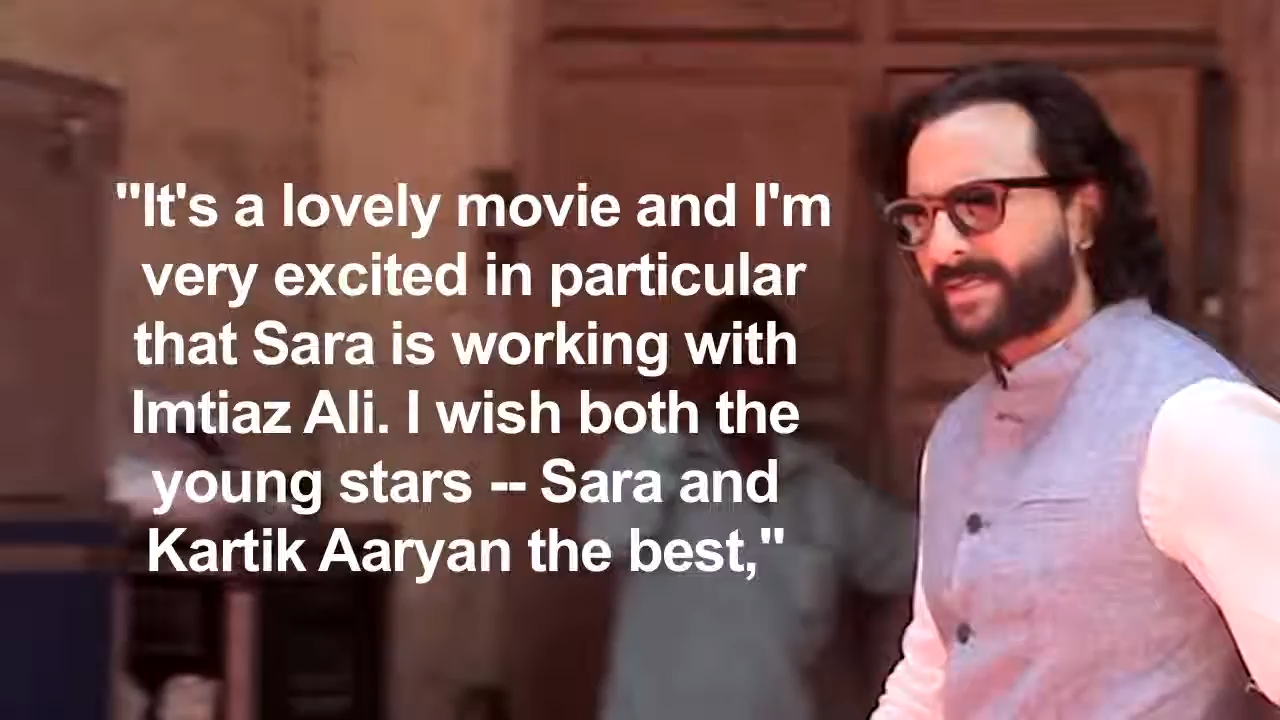 "It's a lovely movie and I'm
very excited in particular
that Sara is working with
Imtiaz Ali. I wish both the
young stars -- Sara and
Kartik Aaryan the best,"